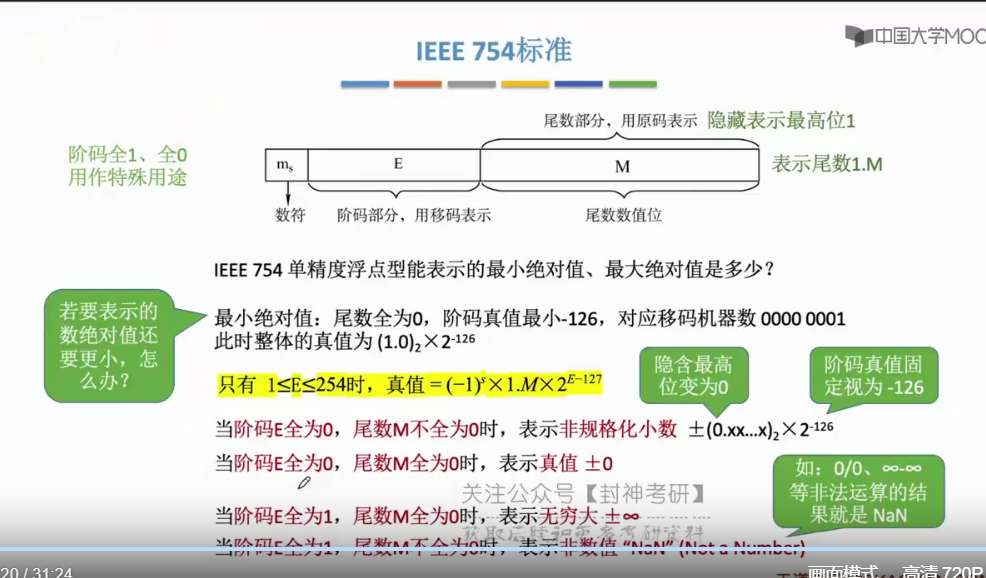 中国大学MOO
IEEE 754标准
尾数部分，用原码表示 隐藏表示最高位1
阶码全1、全0
用作特殊用途
mₛ E M
表示尾数1.M
数符 阶码部分，用移码表示 尾数数值位
IEEE 754 单精度浮点型能表示的最小绝对值、最大绝对值是多少？
若要表示的
数绝对值还
要更小，怎
么办？
最小绝对值：尾数全为0，阶码真值最小-126，对应移码机器数 0000 0001
此时整体的真值为 (1.0)₂×2⁻¹²⁶
隐含最高
位变为0
阶码真值固
定视为 -126
只有 1≤E≤254时，真值 = (−1)ˢ×1.M×2ᴱ⁻¹²⁷
当阶码E全为0，尾数M不全为0时，表示非规格化小数 ±(0.xx...x)₂×2⁻¹²⁶
当阶码E全为0，尾数M全为0时，表示真值 ±0
如：0/0、∞-∞
等非法运算的结
果就是 NaN
关注公众号【封神考研】
当阶码E全为1，尾数M全为0时，表示无穷大 ±∞
当阶码E全为1，尾数M不全为0时，表示非数值 “NaN” (Not a Number)
20 / 31:24
画面模式 高清 720P